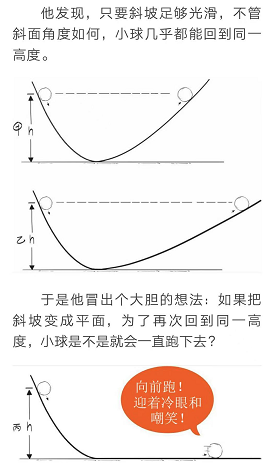 他发现，只要斜坡足够光滑，不管
斜面角度如何，小球几乎都能回到同一
高度。
甲 h
乙 h
于是他冒出个大胆的想法：如果把
斜坡变成平面，为了再次回到同一高
度，小球是不是就会一直跑下去？
丙 h
向前跑！
迎着冷眼和
嘲笑！